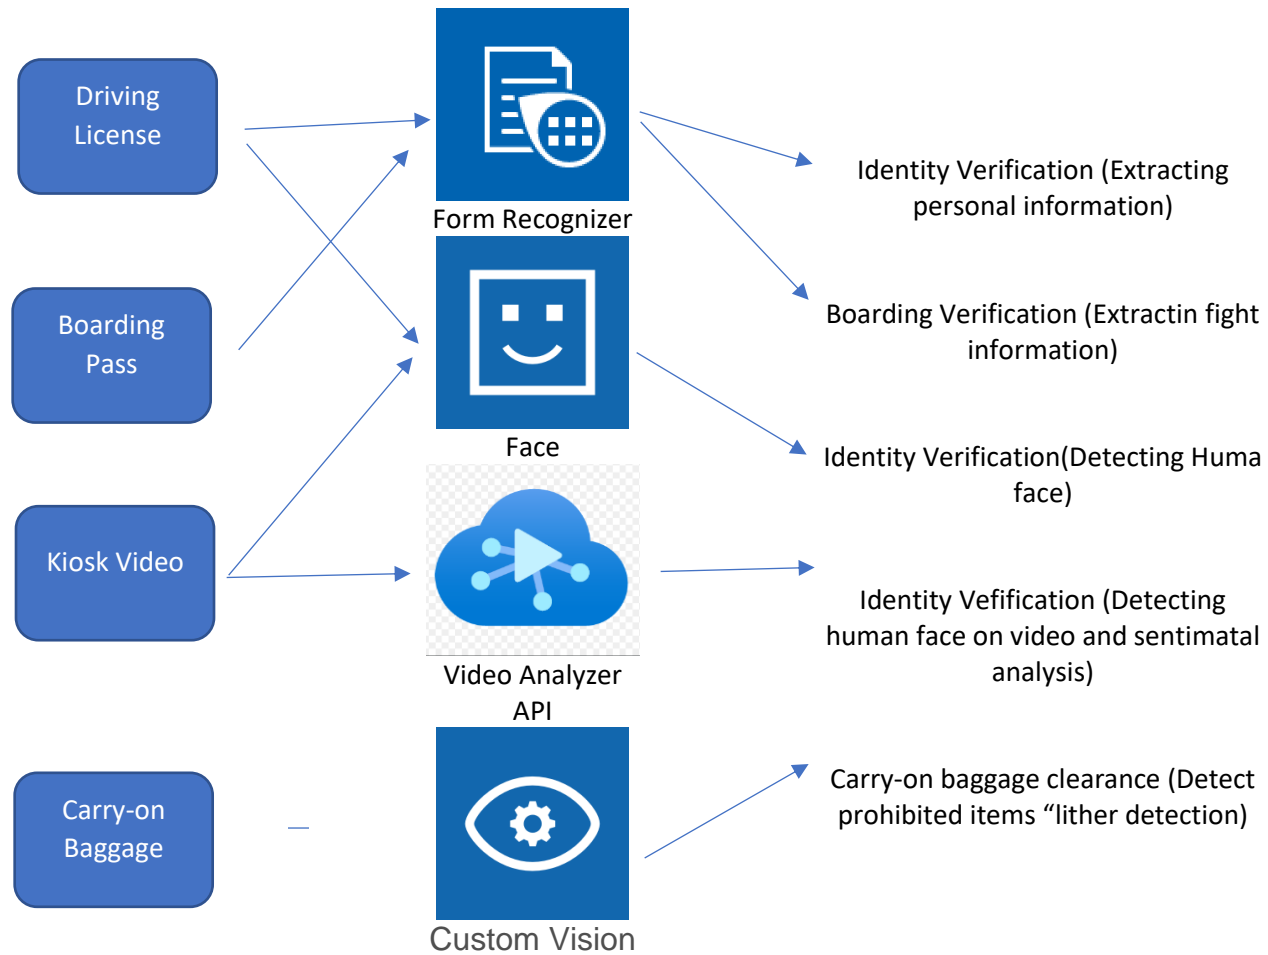 Driving
License
Boarding
Pass
Kiosk Video
Carry-on
Baggage
Form Recognizer
Face
Video Analyzer
API
Custom Vision
Identity Verification (Extracting
personal information)
Boarding Verification (Extractin fight
information)
Identity Verification(Detecting Huma
face)
Identity Vefification (Detecting
human face on video and sentimatal
analysis)
Carry-on baggage clearance (Detect
prohibited items “lither detection)